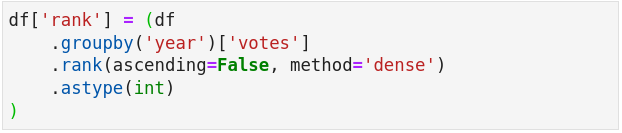 df['rank'] = (df
    .groupby('year')['votes']
    .rank(ascending=False, method='dense')
    .astype(int)
)